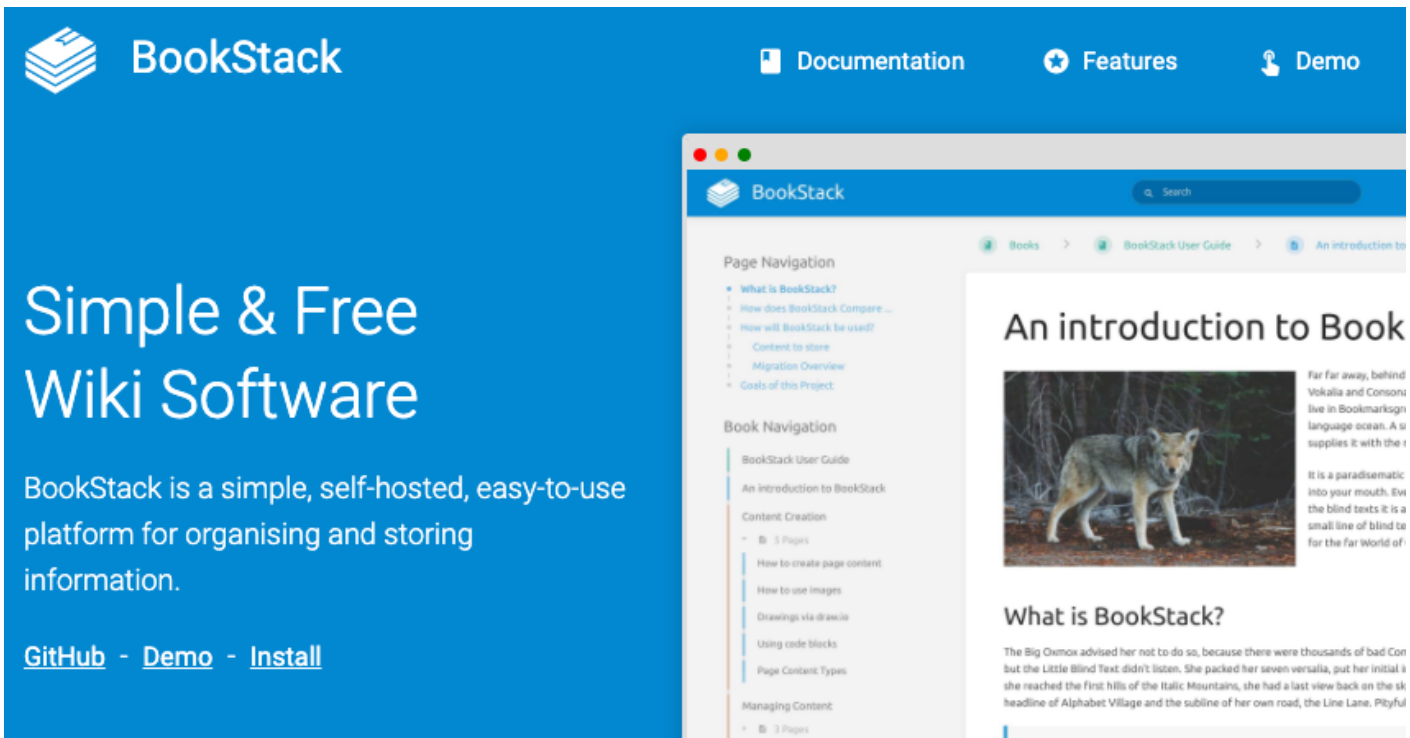 BookStack
Documentation
Features
Demo
Simple & Free
Wiki Software
BookStack is a simple, self-hosted, easy-to-use
platform for organising and storing
information.
GitHub - Demo - Install
BookStack
Search
Books > BookStack User Guide > An introduction to
Page Navigation
What is BookStack?
How does BookStack Compare ...
How will BookStack be used?
Content to store
Migration Overview
Goals of this Project
Book Navigation
BookStack User Guide
An introduction to BookStack
Content Creation
3 Pages
How to create page content
How to use images
Drawings via draw.io
Using code blocks
Page Content Types
Managing Content
3 Pages
An introduction to Book
Far far away, behind
Vokalia and Consona
live in Bookmarksgr
language ocean. A
supplies it with the
It is a paradisematic
into your mouth. Eve
the blind texts it is a
small line of blind te
for the far World of
What is BookStack?
The Big Oxmox advised her not to do so, because there were thousands of bad Com
but the Little Blind Text didn't listen. She packed her seven versalia, put her initial i
she reached the first hills of the Italic Mountains, she had a last view back on the sk
headline of Alphabet Village and the subline of her own road, the Line Lane. Pityful